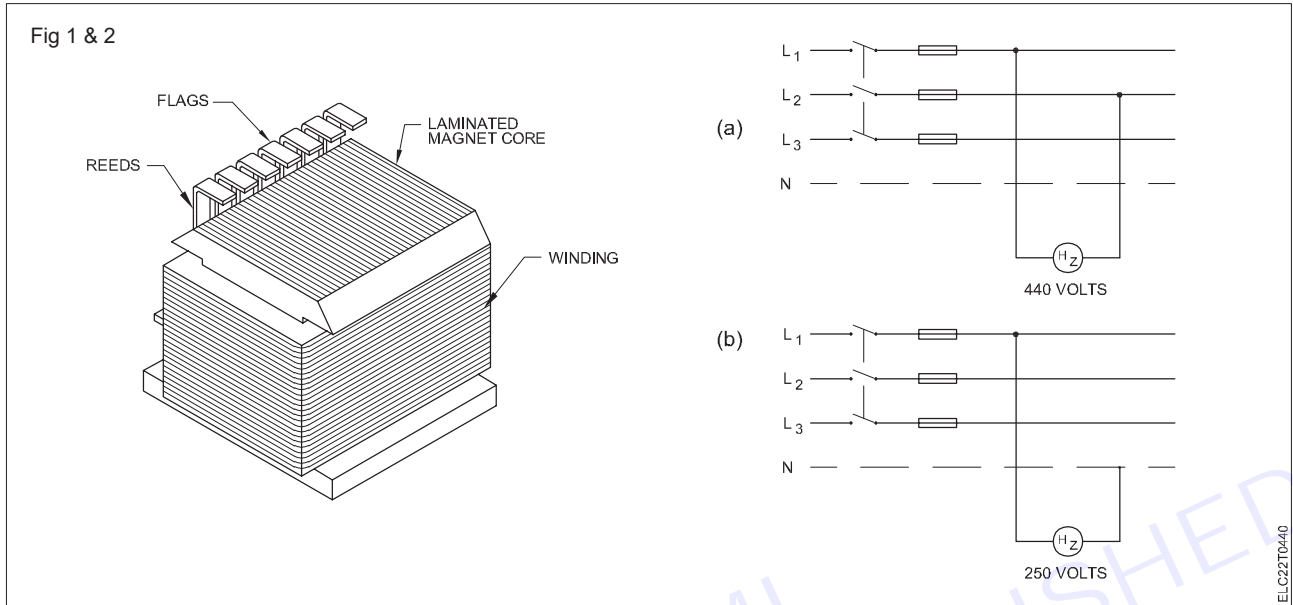 Fig 1 & 2
FLAGS
REEDS
LAMINATED
MAGNET CORE
WINDING
(a)
L1
L2
L3
N
HZ
440 VOLTS
(b)
L1
L2
L3
N
HZ
250 VOLTS
ELC22T0440